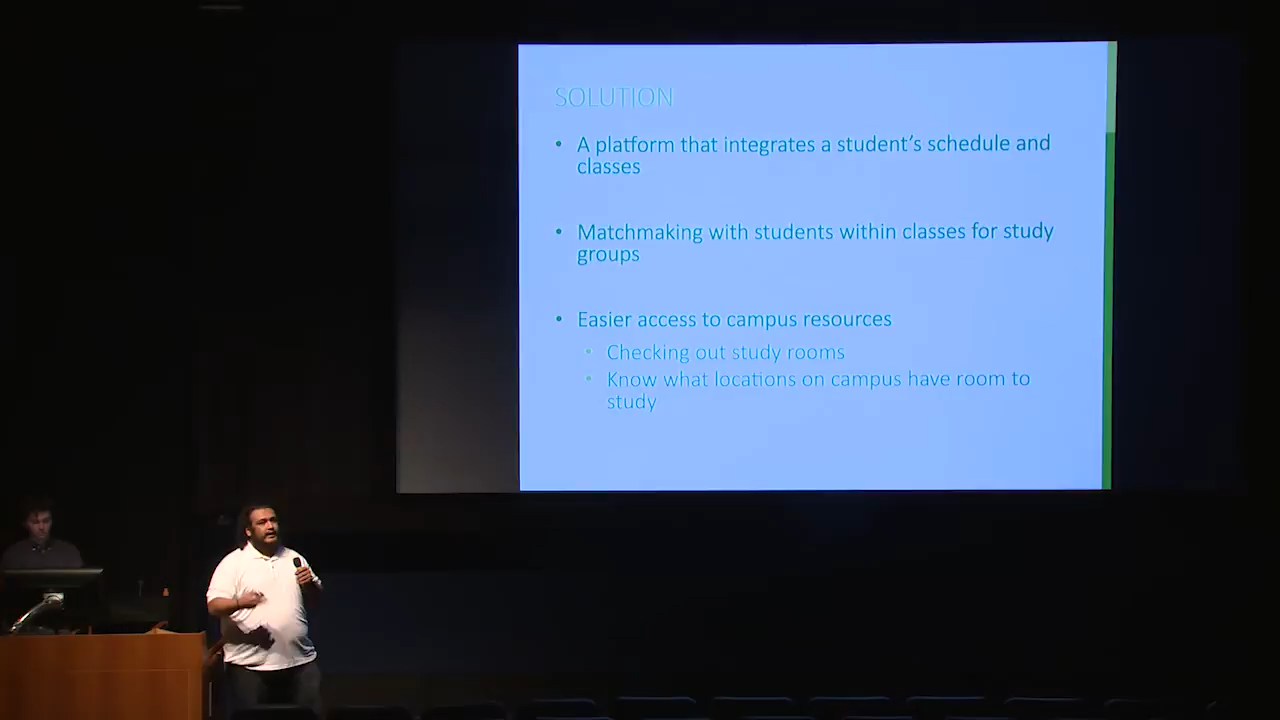 SOLUTION
• A platform that integrates a student's schedule and
classes
• Matchmaking with students within classes for study
groups
• Easier access to campus resources
• Checking out study rooms
• Know what locations on campus have room to
study